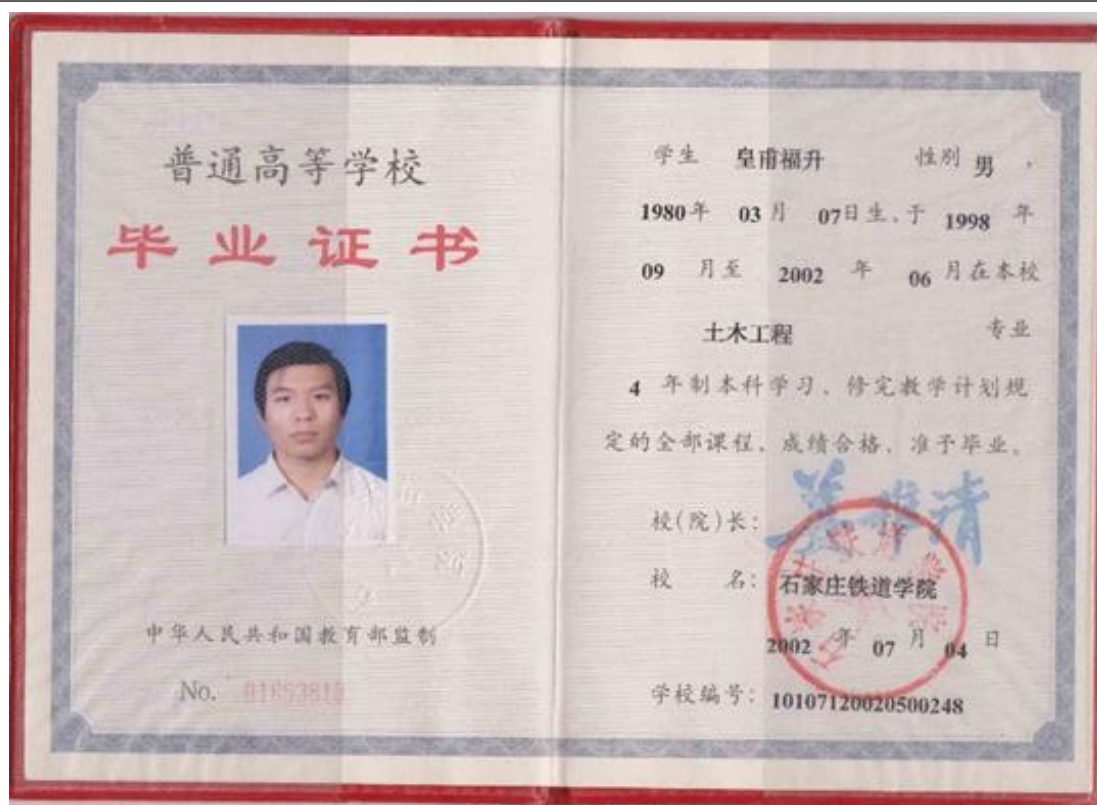 普通高等学校
毕业证书
中华人民共和国教育部监制
No.
学生 皇甫福升 性别 男，
1980年 03月 07日生，于 1998 年
09 月至 2002 年 06 月在本校
土木工程 专业
4 年制本科学习、修完教学计划规
定的全部课程，成绩合格，准予毕业。
校(院)长：
校 名：石家庄铁道学院
2002 年 07 月 04 日
学校编号：10107120020500248